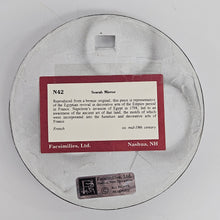 N42
Scarab Mirror
Reproduced from a bronze original, this piece is representative
of the Egyptian revival in decorative arts of the Empire period
in France. Napoleon's invasion of Egypt in 1798, led to an
awareness of the ancient art of that land, the motifs of which
were incorporated into the furniture and decorative arts of
France.
French
ca. mid-19th century
Facsimiles, Ltd.
Nashua, NH
Facsimiles, Ltd.